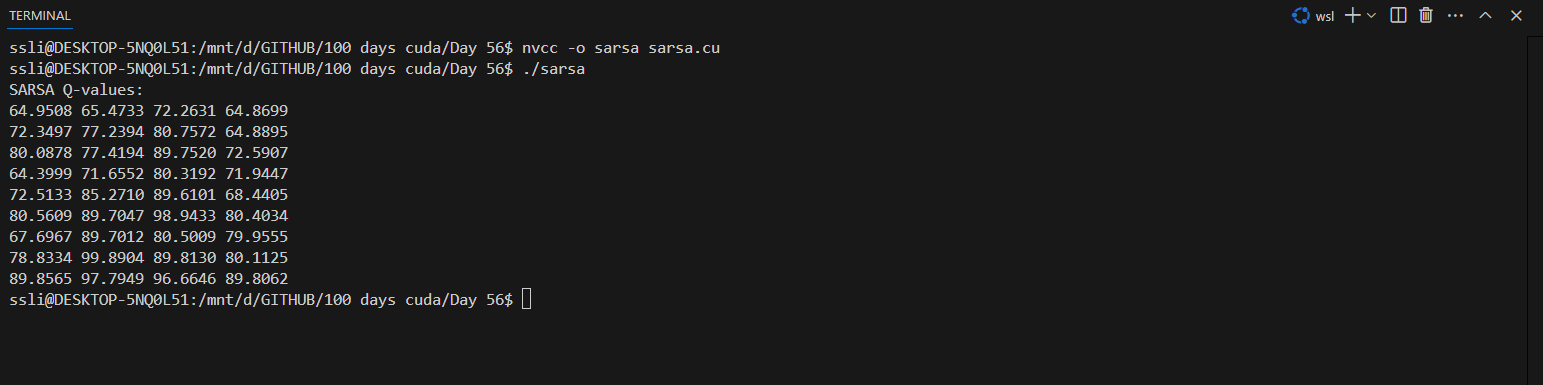 TERMINAL
wsl
ssli@DESKTOP-5NQ0L51:/mnt/d/GITHUB/100 days cuda/Day 56$ nvcc -o sarsa sarsa.cu
ssli@DESKTOP-5NQ0L51:/mnt/d/GITHUB/100 days cuda/Day 56$ ./sarsa
SARSA Q-values:
64.9508 65.4733 72.2631 64.8699
72.3497 77.2394 80.7572 64.8895
80.0878 77.4194 89.7520 72.5907
64.3999 71.6552 80.3192 71.9447
72.5133 85.2710 89.6101 68.4405
80.5609 89.7047 98.9433 80.4034
67.6967 89.7012 80.5009 79.9555
78.8334 99.8904 89.8130 80.1125
89.8565 97.7949 96.6646 89.8062
ssli@DESKTOP-5NQ0L51:/mnt/d/GITHUB/100 days cuda/Day 56$